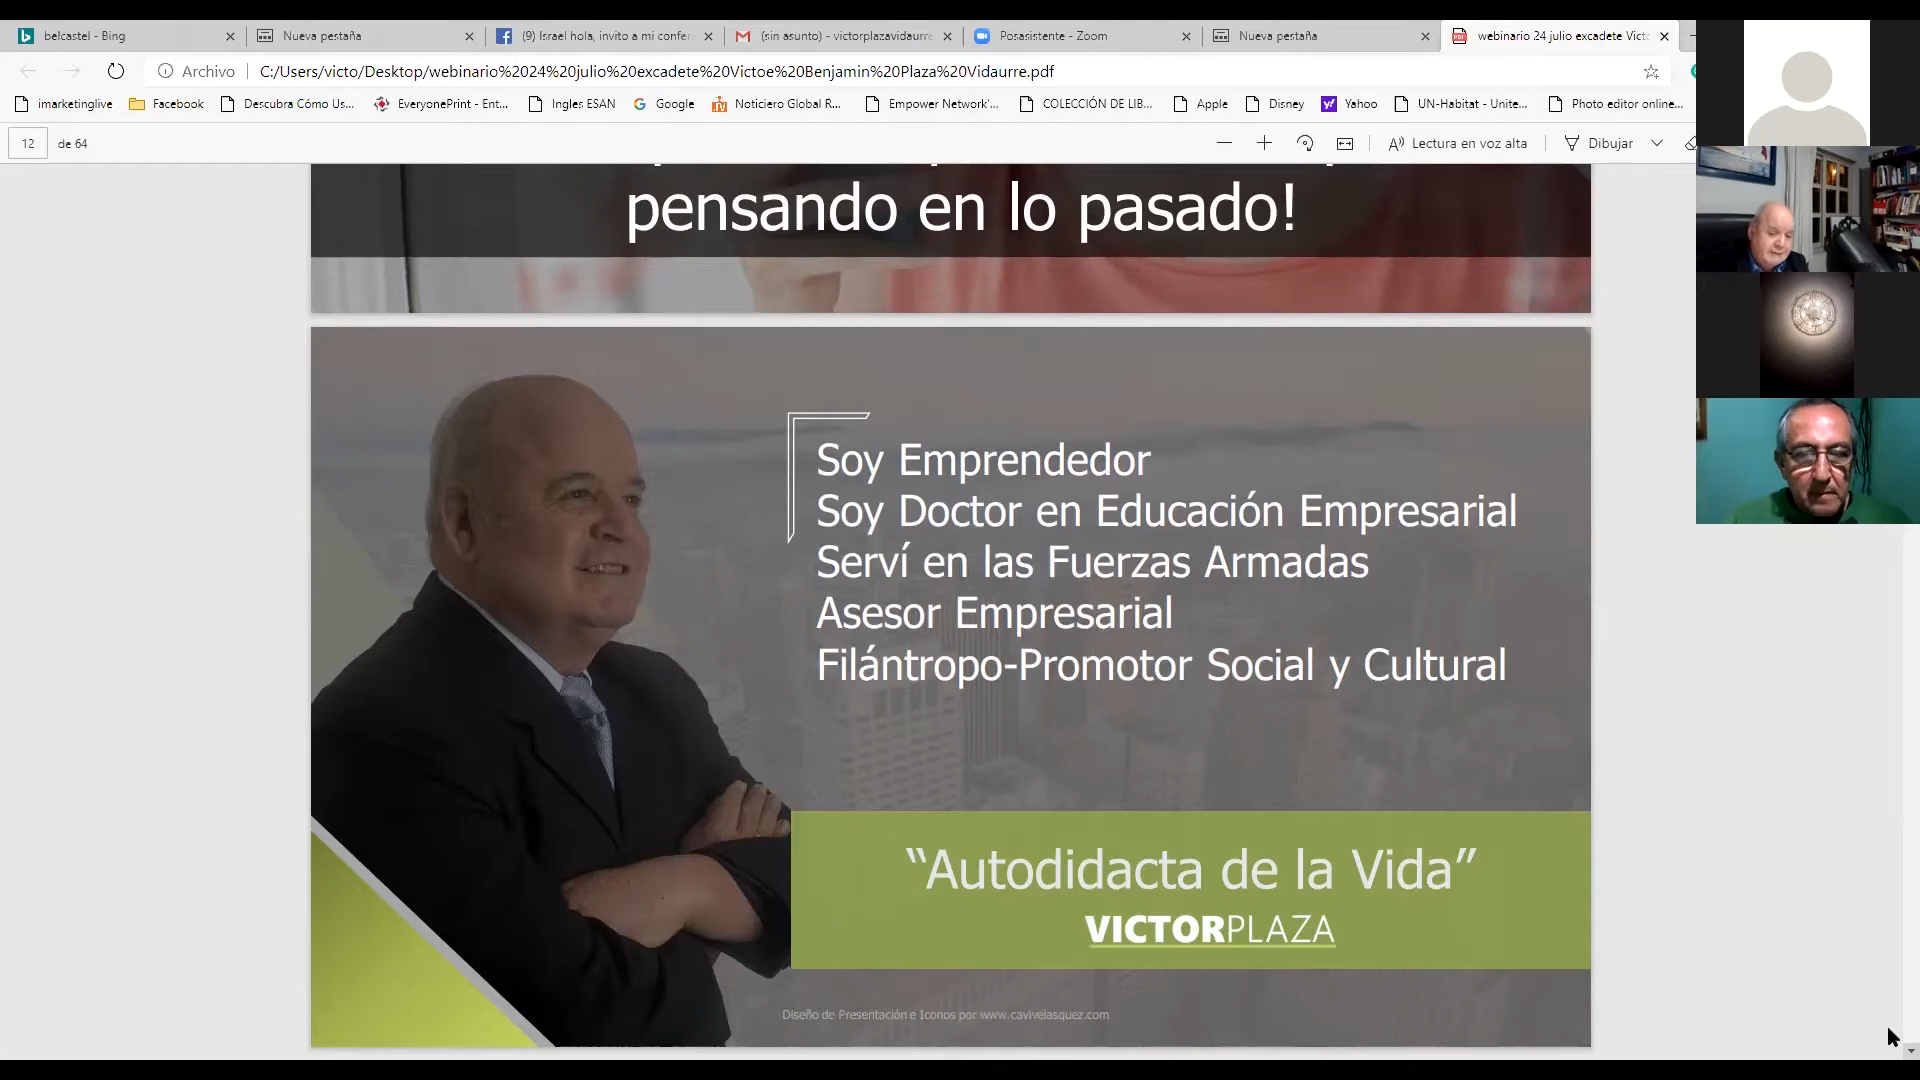 belcastel - Bing
Nueva pestaña
(9) Israel hola, invito a mi confer
(sin asunto) - victorplazavidaurre
Posasistente - Zoom
Nueva pestaña
webinario 24 julio excadete Victo
Archivo
C:/Users/victo/Desktop/webinario%2024%20julio%20excadete%20Victoe%20Benjamin%20Plaza%20Vidaurre.pdf
imarketinglive
Facebook
Descubra Cómo Us...
EveryonePrint - Ent...
Ingles ESAN
Google
Noticiero Global R...
Empower Network'...
COLECCIÓN DE LIB...
Apple
Disney
Yahoo
UN-Habitat - Unite...
Photo editor online...
12 de 64
Lectura en voz alta
Dibujar
pensando en lo pasado!
Soy Emprendedor
Soy Doctor en Educación Empresarial
Serví en las Fuerzas Armadas
Asesor Empresarial
Filántropo-Promotor Social y Cultural
“Autodidacta de la Vida”
VICTORPLAZA
Diseño de Presentación e Iconos por www.cavivelasquez.com